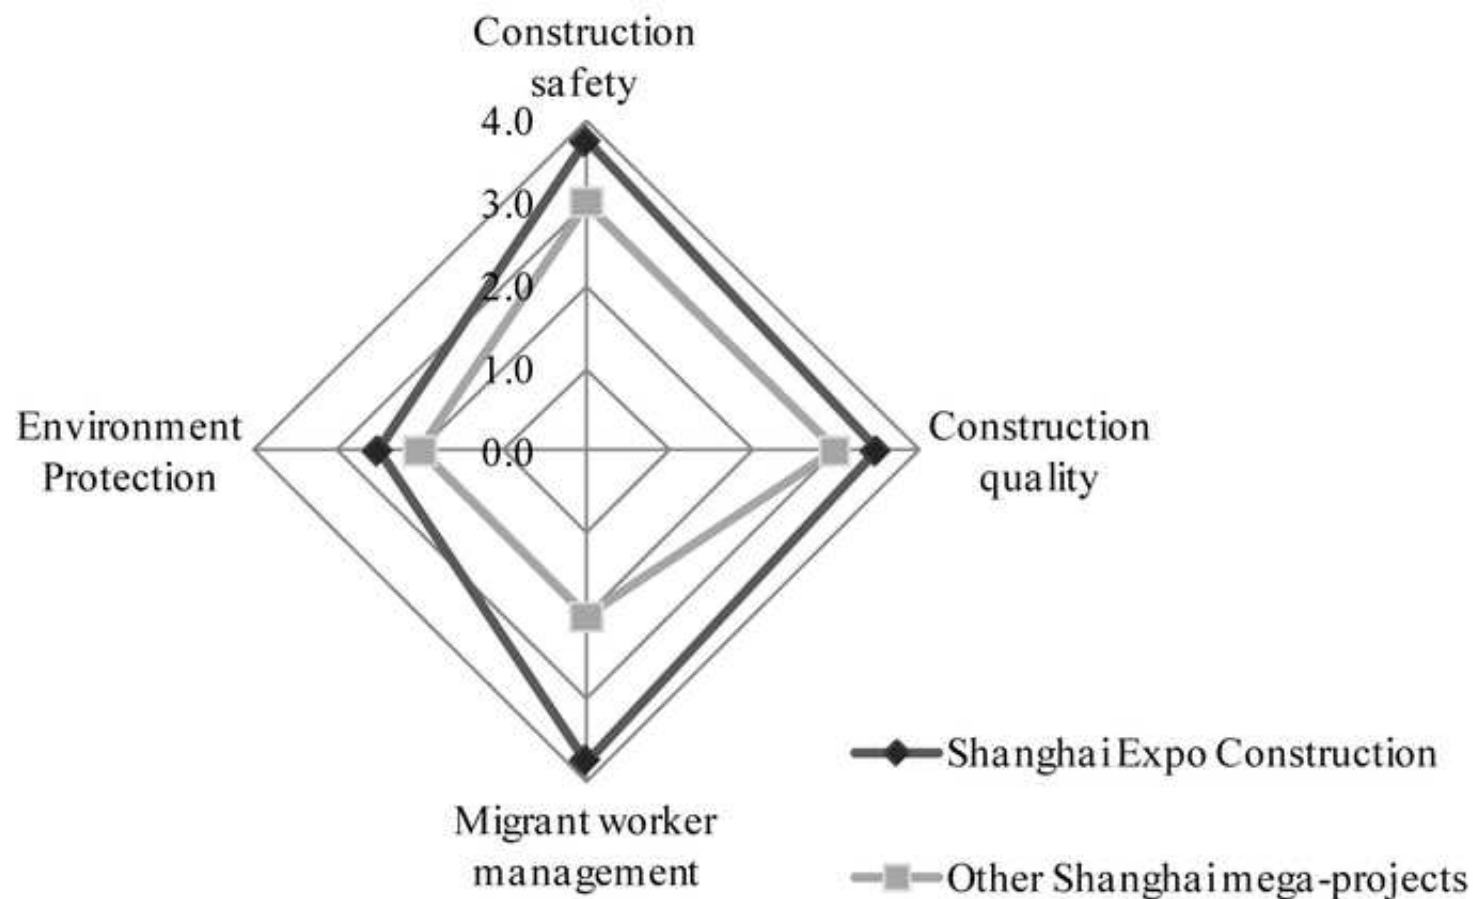 Construction
safety
4.0
3.0
2.0
1.0
0.0
Environment
Protection
Construction
quality
Migrant worker
management
Shanghai Expo Construction
Other Shanghai mega-projects